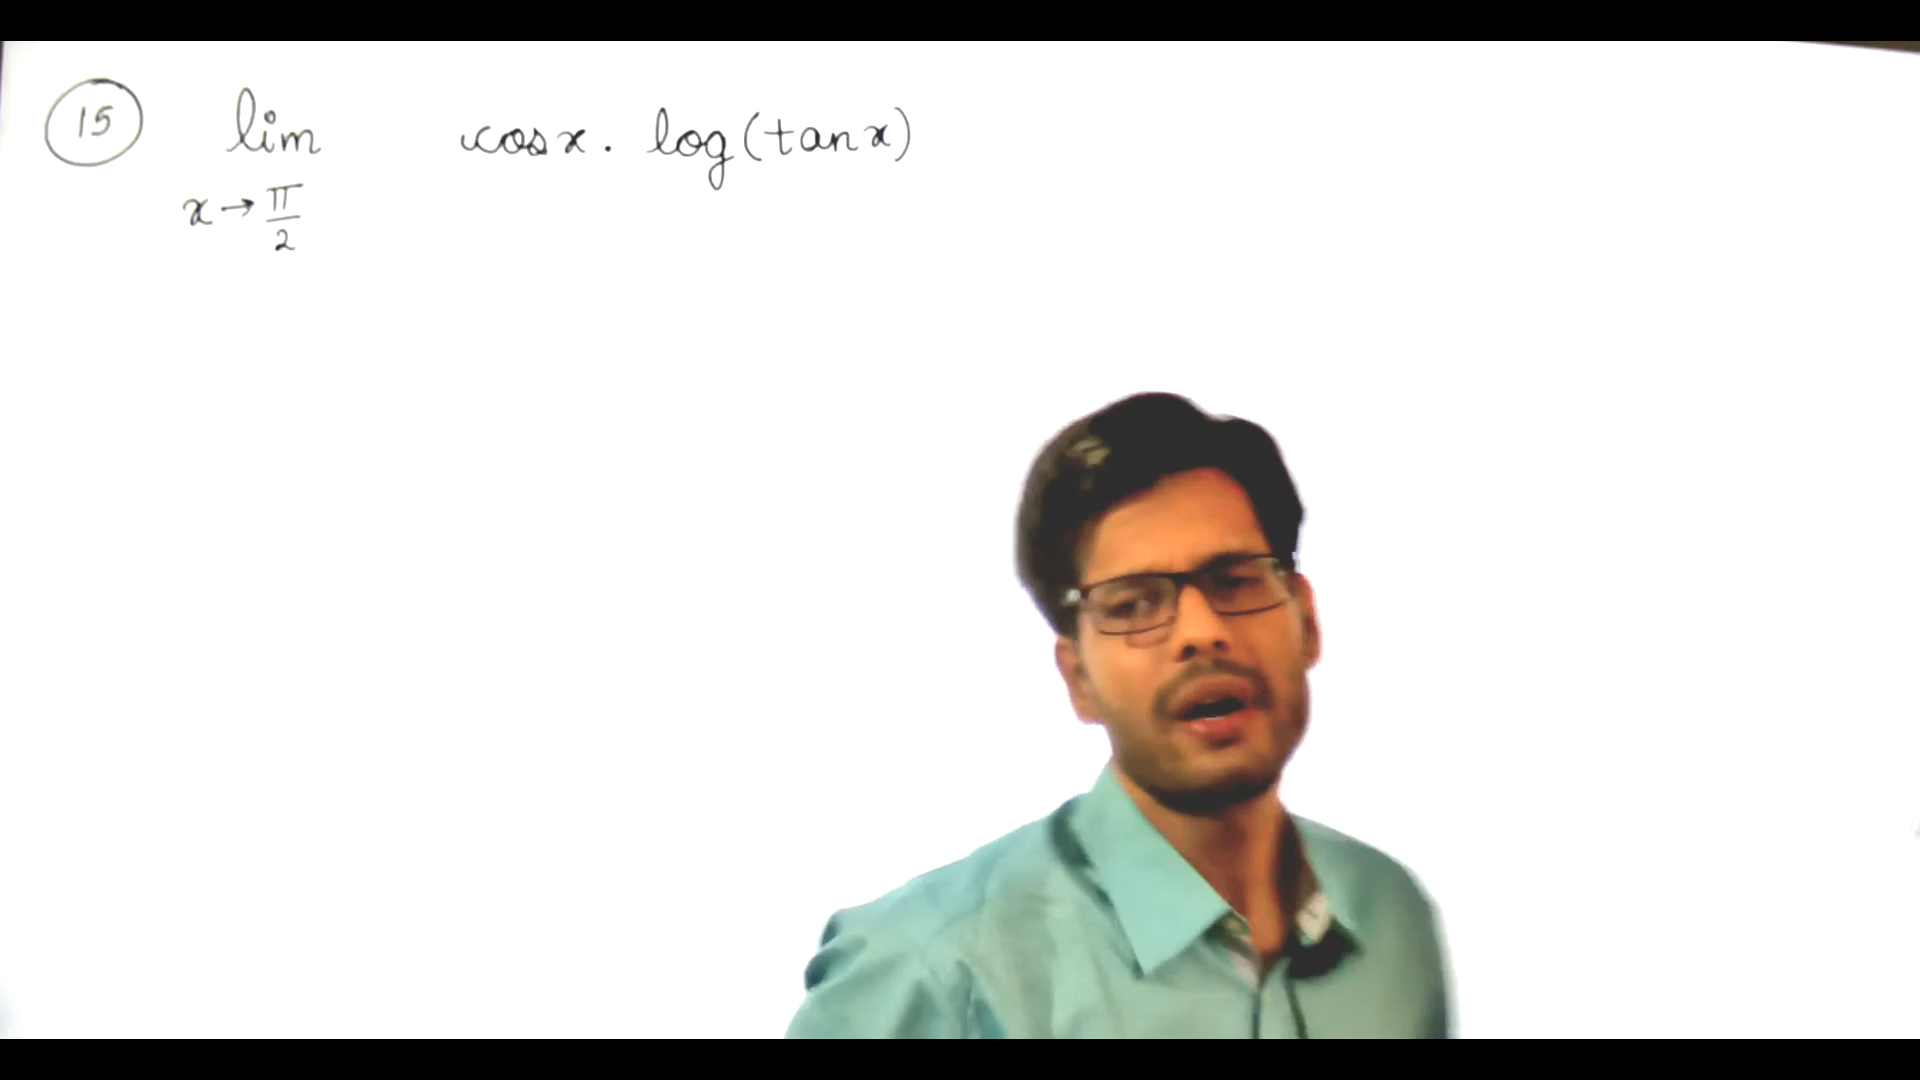 15 lim cosx. log(tanx)
x→π/2